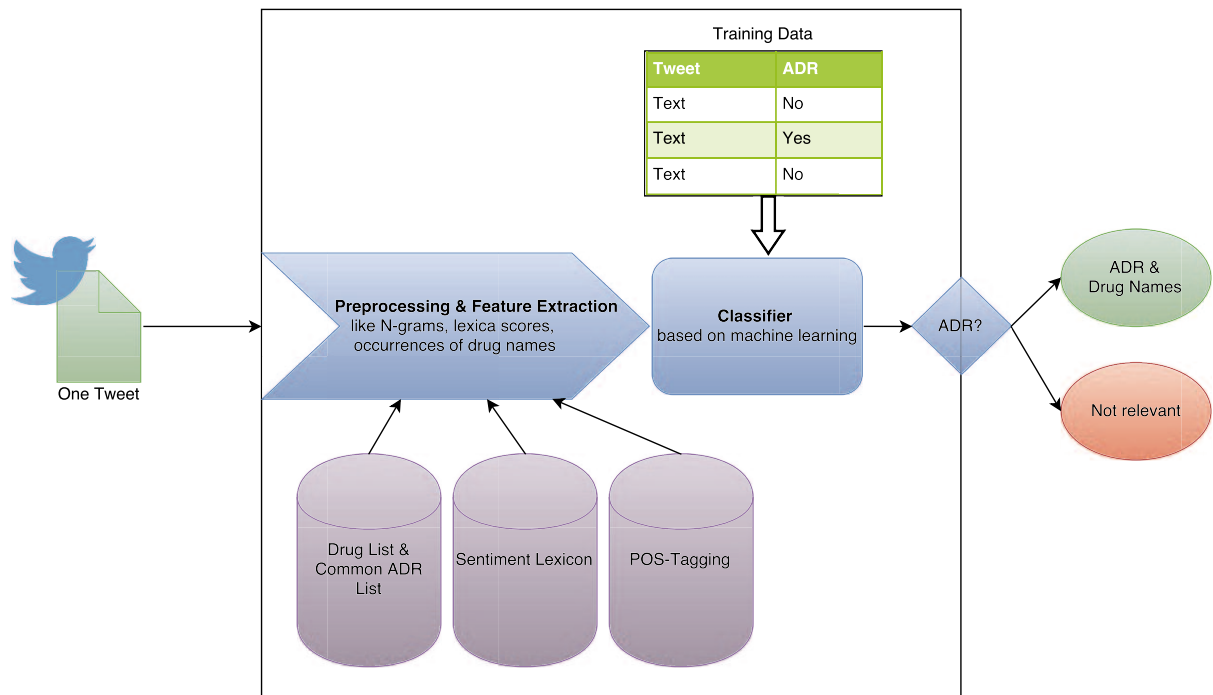 Training Data
Tweet ADR
Text No
Text Yes
Text No
One Tweet
Preprocessing & Feature Extraction
like N-grams, lexica scores,
occurrences of drug names
Classifier
based on machine learning
ADR?
ADR &
Drug Names
Not relevant
Drug List &
Common ADR
List
Sentiment Lexicon
POS-Tagging